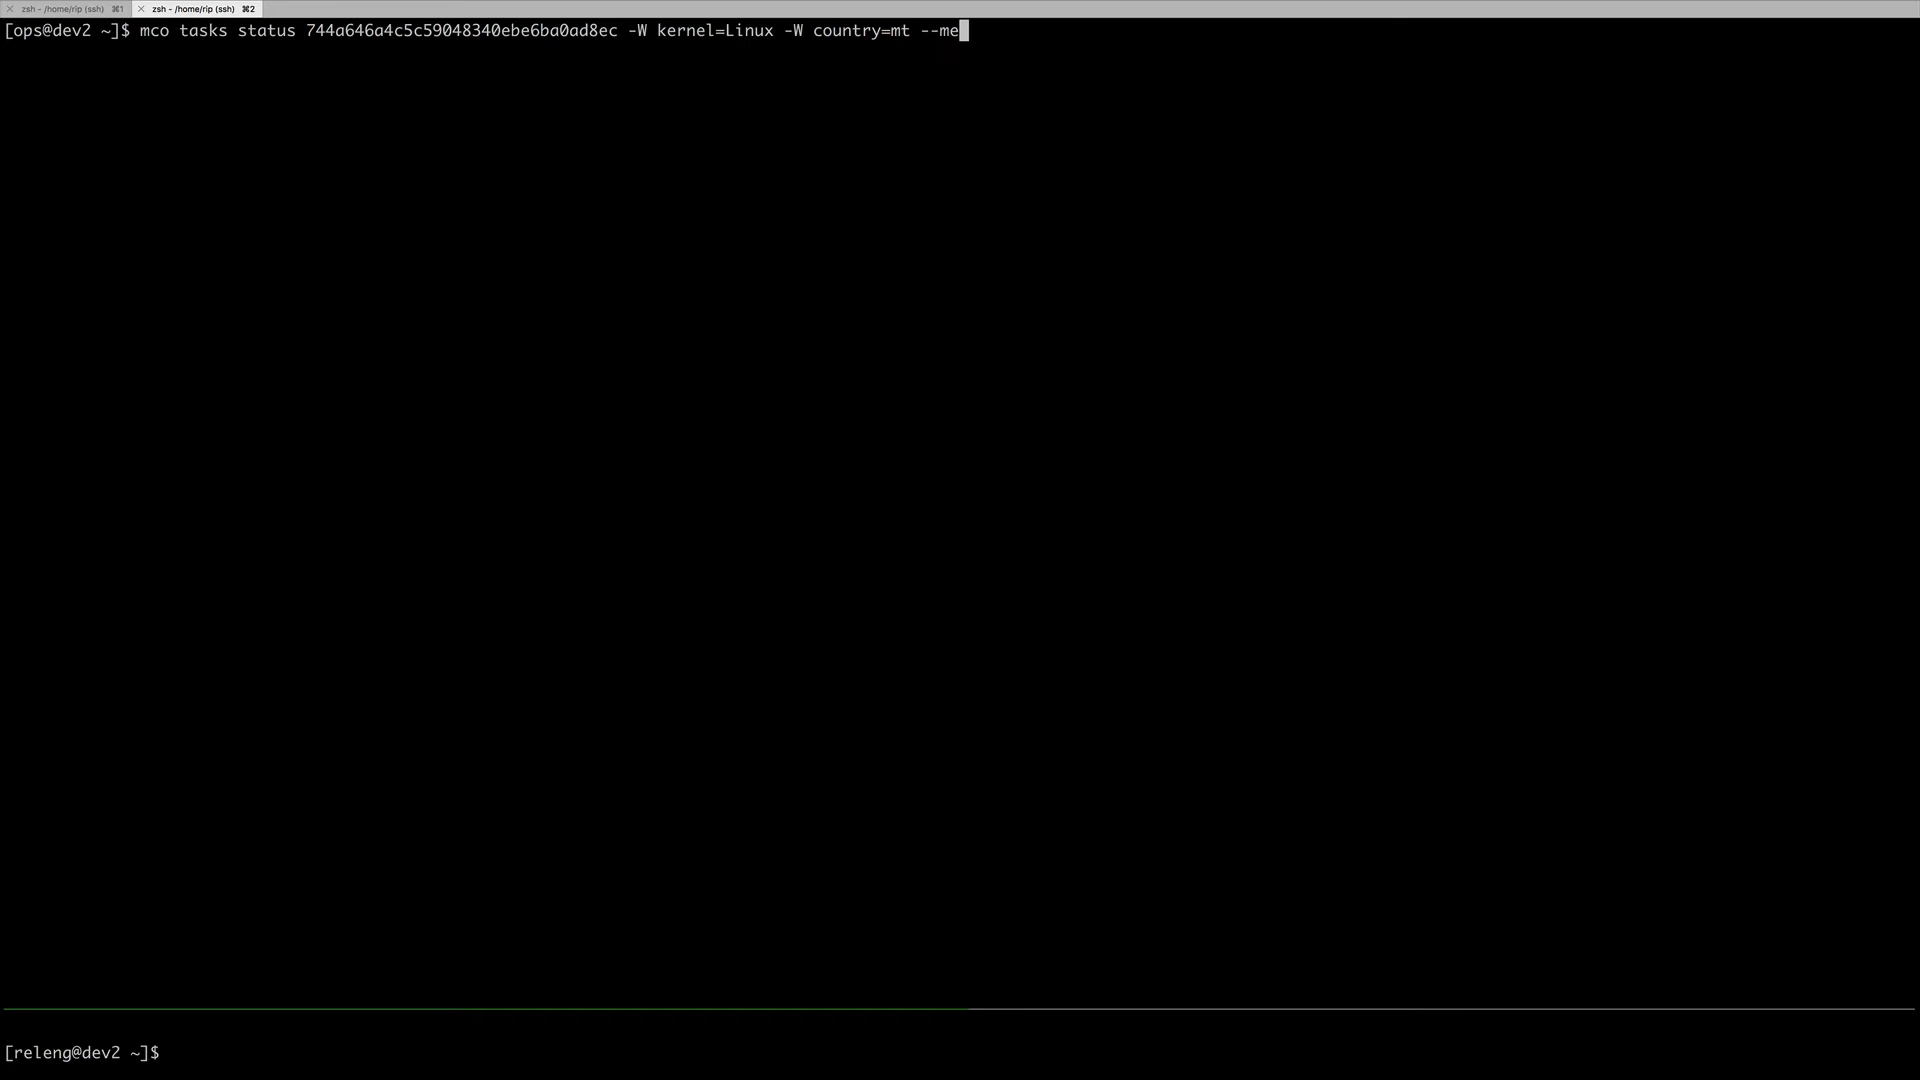 zsh - /home/rip (ssh) ⌘1 zsh - /home/rip (ssh) ⌘2
[ops@dev2 ~]$ mco tasks status 744a646a4c5c59048340ebe6ba0ad8ec -W kernel=Linux -W country=mt --me
[releng@dev2 ~]$